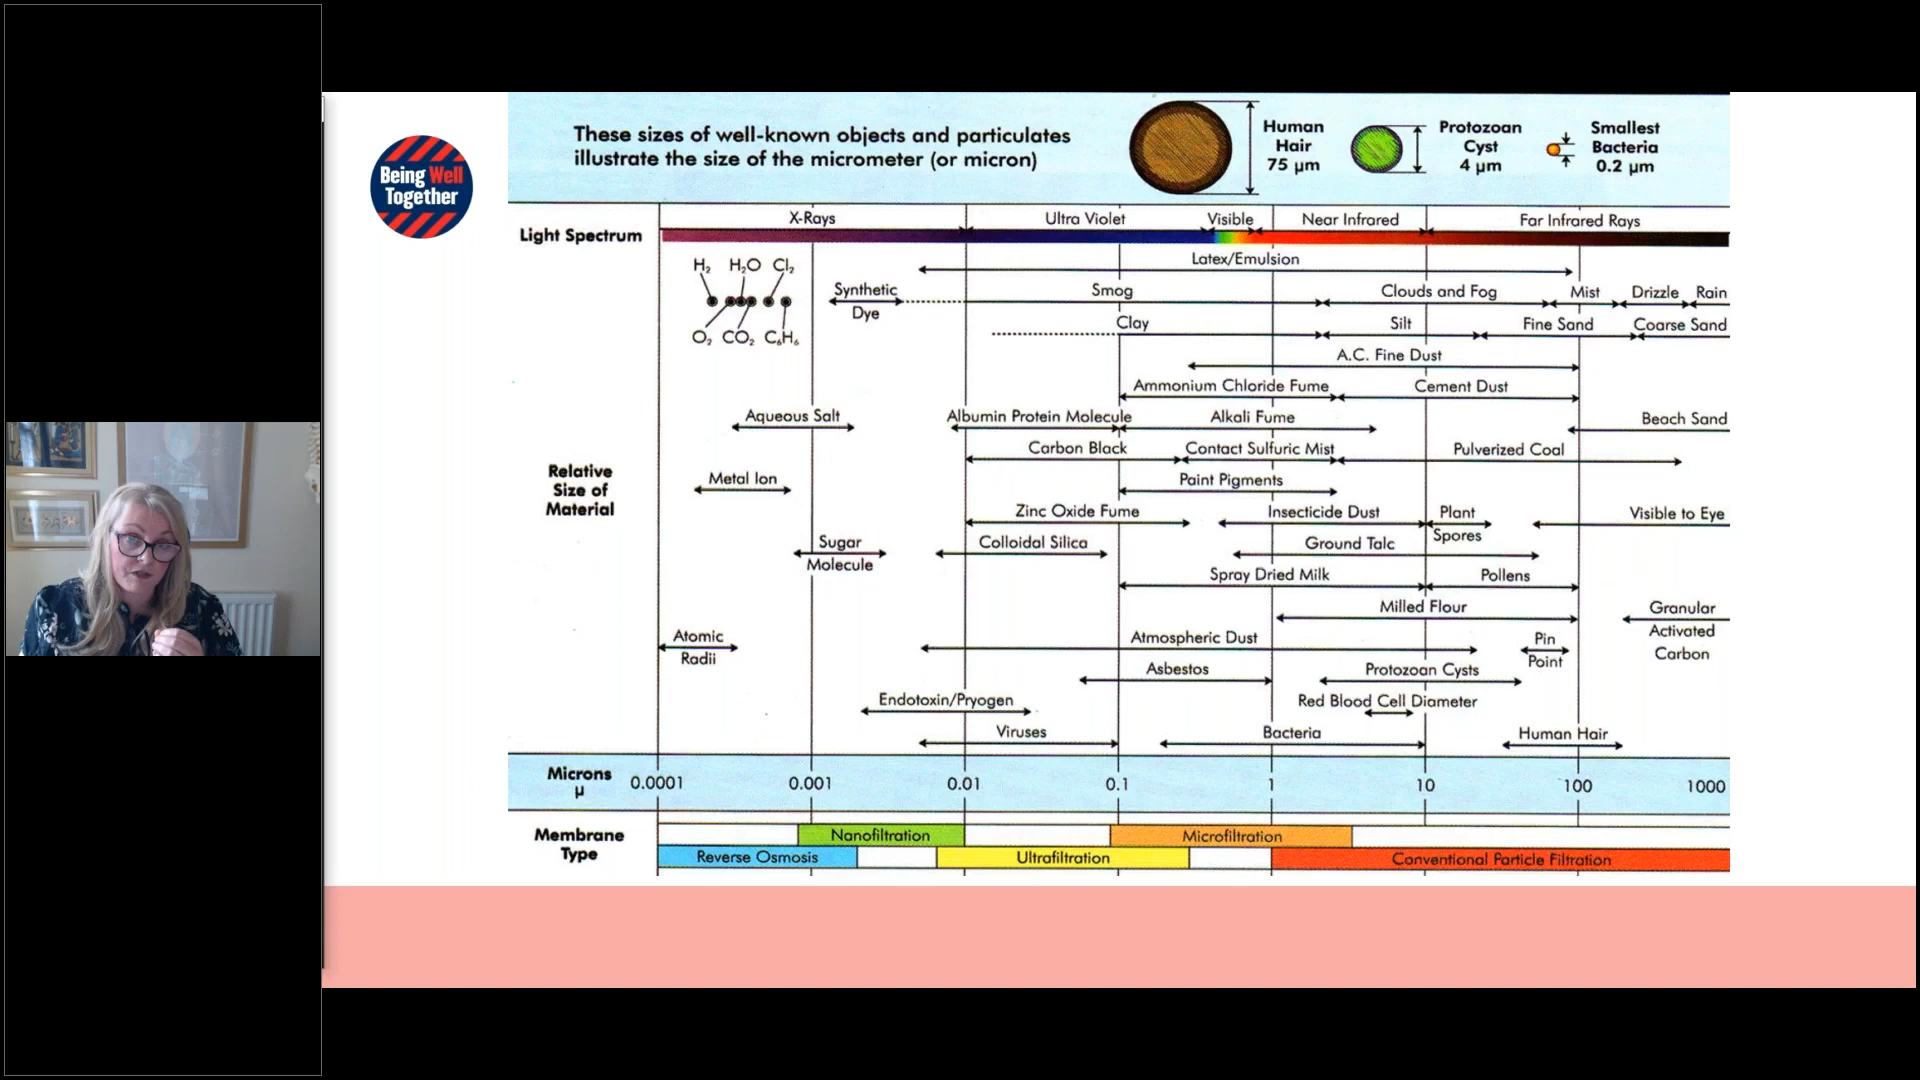 Being Well
Together
These sizes of well-known objects and particulates
illustrate the size of the micrometer (or micron)
Human
Hair
75 µm
Protozoan
Cyst
4 µm
Smallest
Bacteria
0.2 µm
Light Spectrum
X-Rays
Ultra Violet
Visible
Near Infrared
Far Infrared Rays
H₂ H₂O Cl₂
O₂ CO₂ C₆H₆
Latex/Emulsion
Synthetic
Dye
Smog
Clouds and Fog
Mist
Drizzle
Rain
Clay
Silt
Fine Sand
Coarse Sand
A.C. Fine Dust
Ammonium Chloride Fume
Cement Dust
Aqueous Salt
Albumin Protein Molecule
Alkali Fume
Beach Sand
Carbon Black
Contact Sulfuric Mist
Pulverized Coal
Relative
Size of
Material
Metal Ion
Paint Pigments
Zinc Oxide Fume
Insecticide Dust
Plant
Spores
Visible to Eye
Sugar
Molecule
Colloidal Silica
Ground Talc
Spray Dried Milk
Pollens
Milled Flour
Granular
Activated
Carbon
Atomic
Radii
Atmospheric Dust
Pin
Point
Asbestos
Protozoan Cysts
Endotoxin/Pryogen
Red Blood Cell Diameter
Viruses
Bacteria
Human Hair
Microns
µ
0.0001 0.001 0.01 0.1 1 10 100 1000
Membrane
Type
Nanofiltration
Microfiltration
Reverse Osmosis
Ultrafiltration
Conventional Particle Filtration